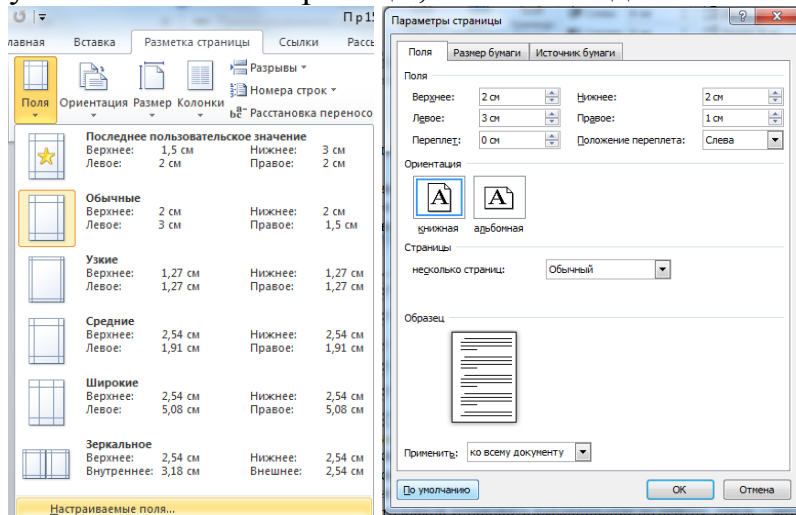 П р15
лавная Вставка Разметка страницы Ссылки Рассь
Поля Ориентация Размер Колонки
Разрывы
Номера строк
Расстановка переносо
Последнее пользовательское значение
Верхнее: 1,5 см Нижнее: 3 см
Левое: 2 см Правое: 2 см
Обычные
Верхнее: 2 см Нижнее: 2 см
Левое: 3 см Правое: 1,5 см
Узкие
Верхнее: 1,27 см Нижнее: 1,27 см
Левое: 1,27 см Правое: 1,27 см
Средние
Верхнее: 2,54 см Нижнее: 2,54 см
Левое: 1,91 см Правое: 1,91 см
Широкие
Верхнее: 2,54 см Нижнее: 2,54 см
Левое: 5,08 см Правое: 5,08 см
Зеркальное
Верхнее: 2,54 см Нижнее: 2,54 см
Внутреннее: 3,18 см Внешнее: 2,54 см
Настраиваемые поля...
Параметры страницы
Поля Размер бумаги Источник бумаги
Поля
Верхнее: 2 см Нижнее: 2 см
Левое: 3 см Правое: 1 см
Переплет: 0 см Положение переплета: Слева
Ориентация
книжная альбомная
Страницы
несколько страниц: Обычный
Образец
Применить: ко всему документу
По умолчанию ОК Отмена